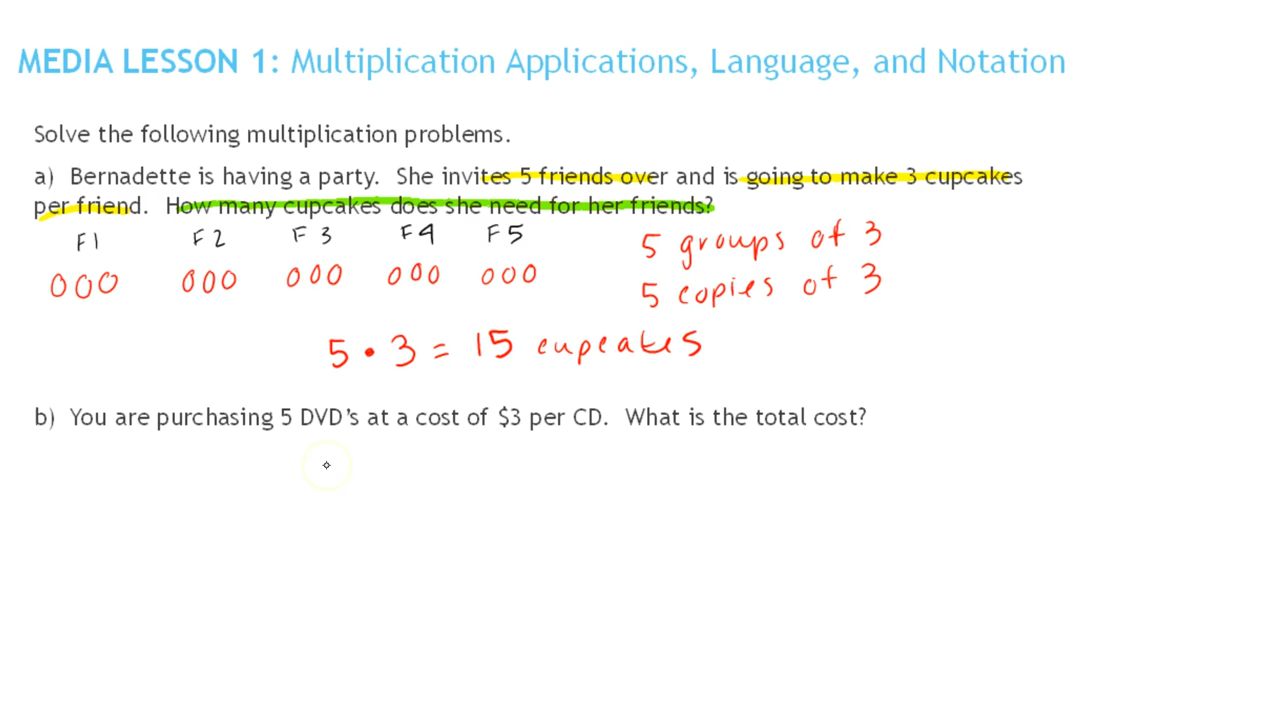 MEDIA LESSON 1: Multiplication Applications, Language, and Notation
Solve the following multiplication problems.
a) Bernadette is having a party. She invites 5 friends over and is going to make 3 cupcakes
per friend. How many cupcakes does she need for her friends?
F1 F2 F3 F4 F5
000 000 000 000 000
5 groups of 3
5 copies of 3
5 • 3 = 15 cupcakes
b) You are purchasing 5 DVD's at a cost of $3 per CD. What is the total cost?